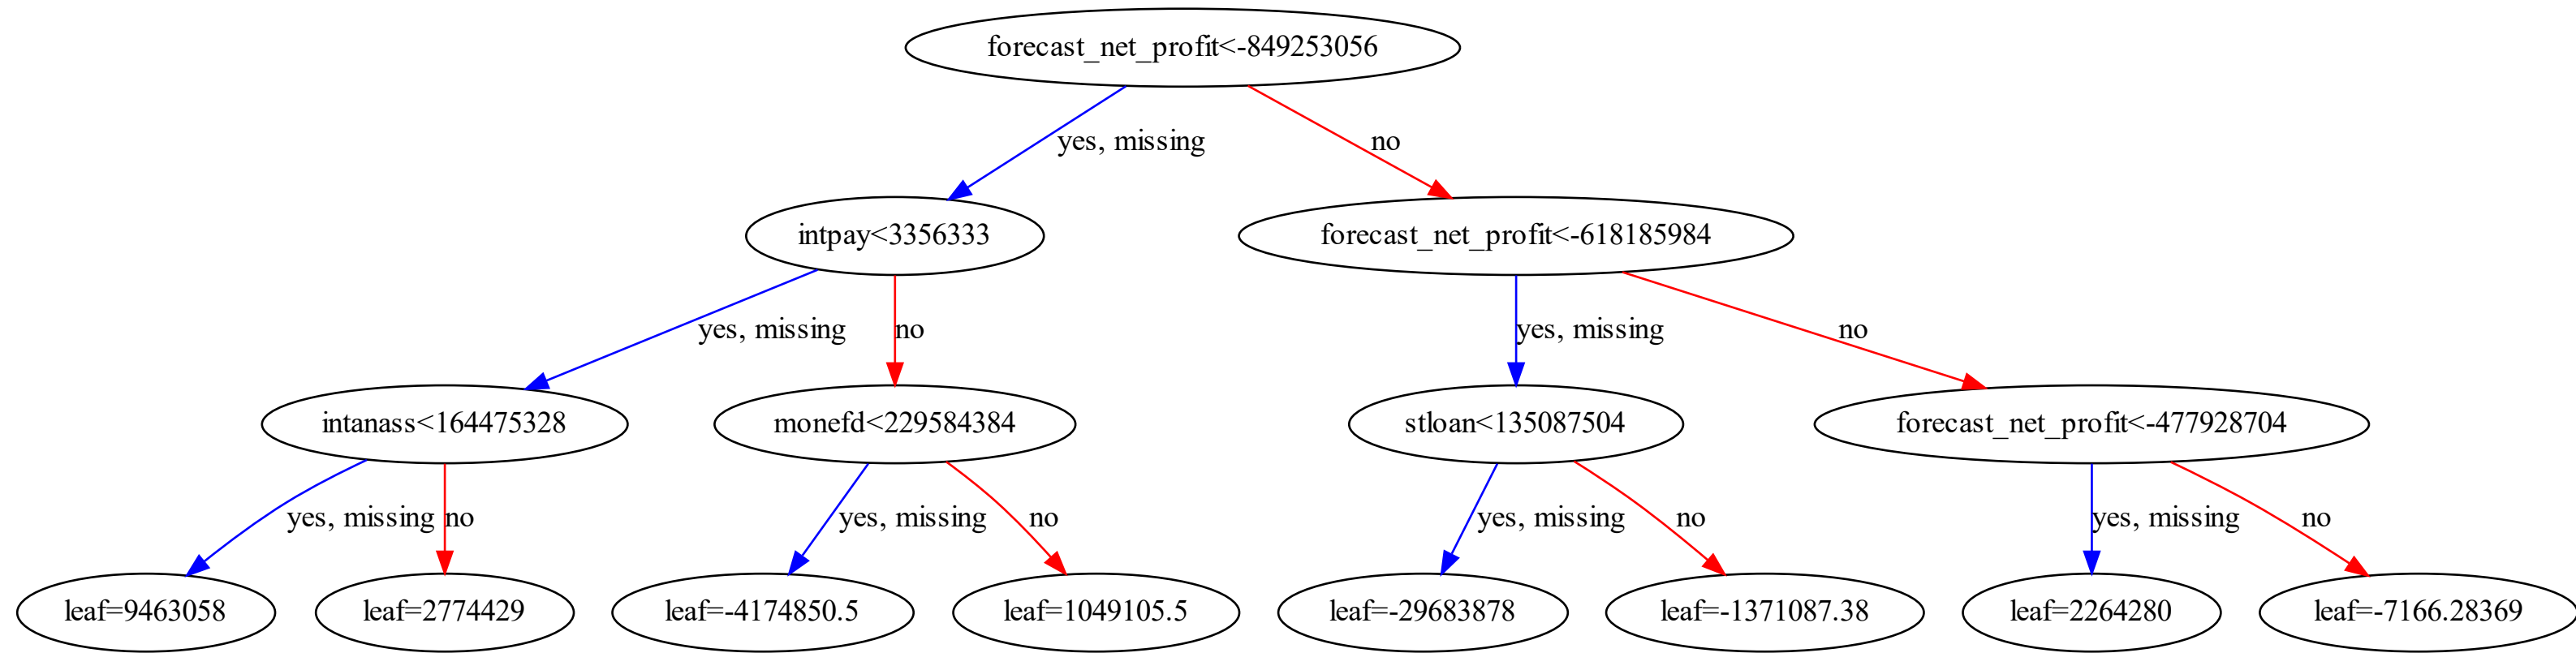 forecast_net_profit<-849253056
yes, missing
no
intpay<3356333
forecast_net_profit<-618185984
yes, missing
no
yes, missing
no
intanass<164475328
monefd<229584384
stloan<135087504
forecast_net_profit<-477928704
yes, missing
no
yes, missing
no
yes, missing
no
yes, missing
no
leaf=9463058
leaf=2774429
leaf=-4174850.5
leaf=1049105.5
leaf=-29683878
leaf=-1371087.38
leaf=2264280
leaf=-7166.28369